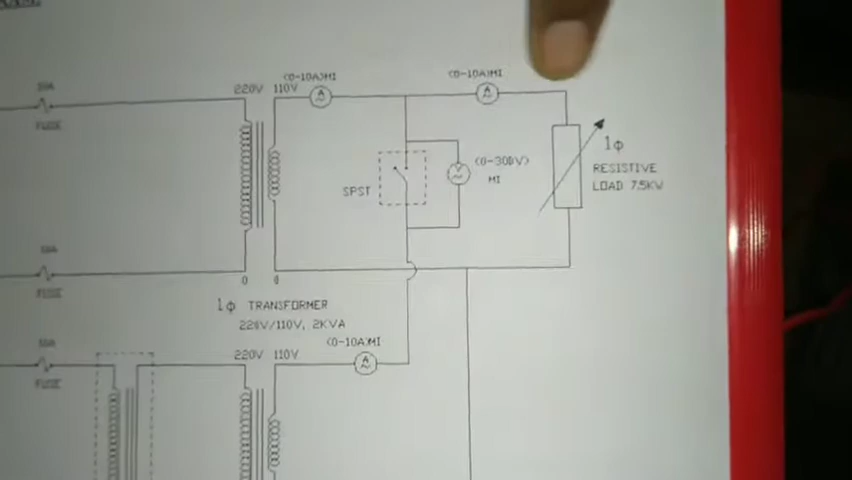 220V 110V
(0-10A)MI
(0-10A)MI
A
A
FUSE
1Φ
RESISTIVE
LOAD 7.5KW
(0-300V)
MI
V
SPST
FUSE
0 0
1Φ TRANSFORMER
220V/110V, 2KVA
(0-10A)MI
220V 110V
A
FUSE